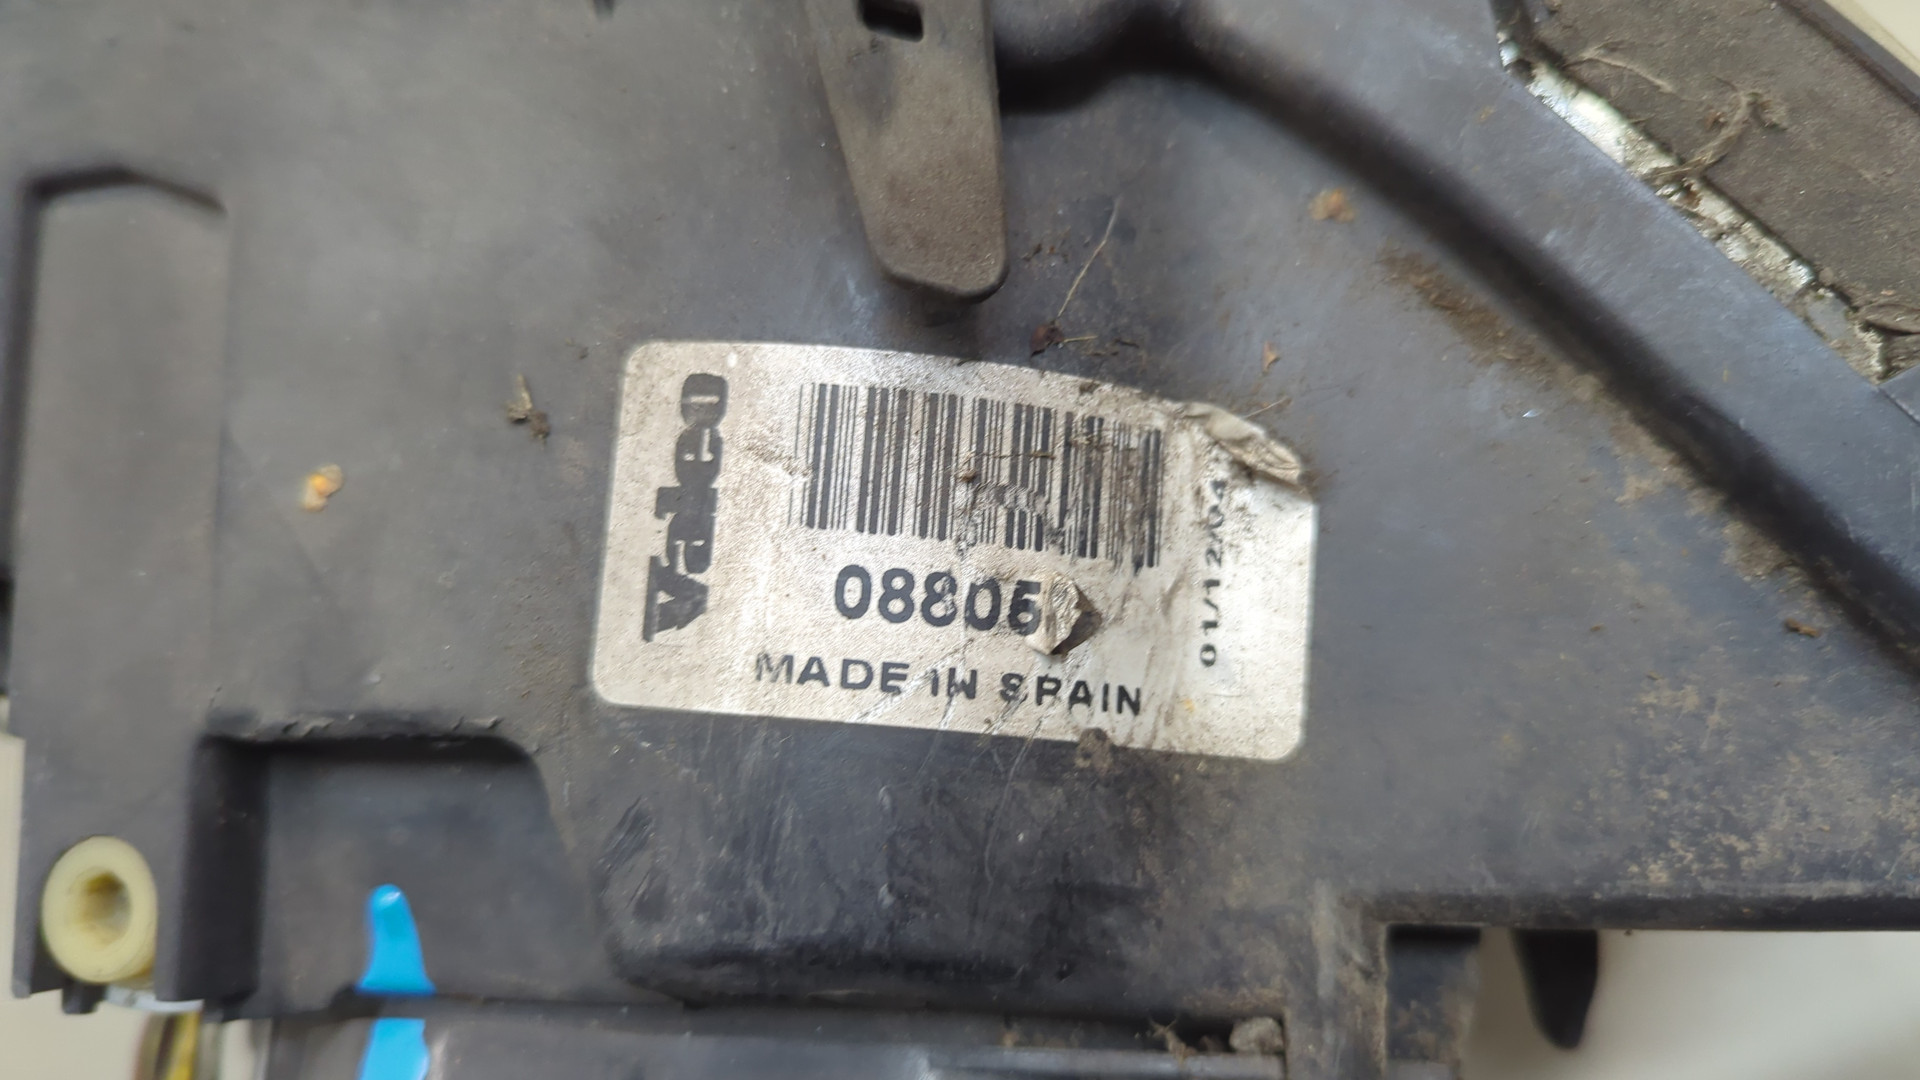 Valeo
08805
MADE IN SPAIN
01/12/04